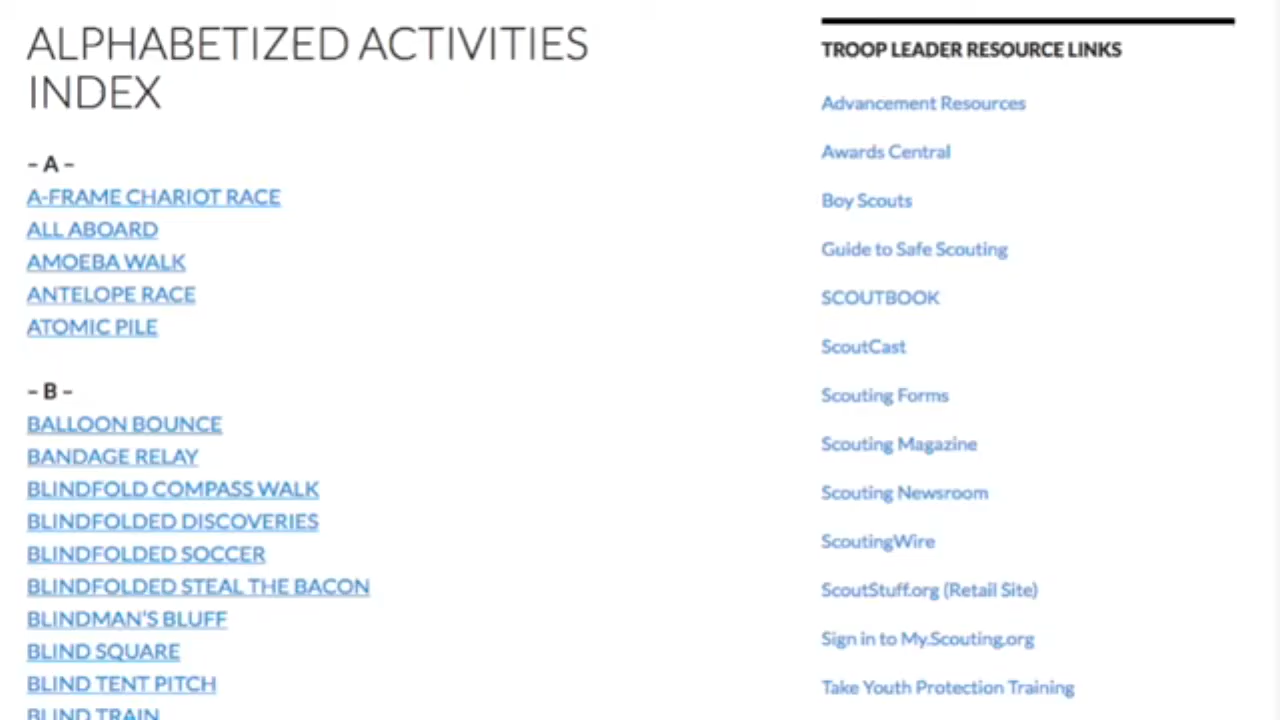 ALPHABETIZED ACTIVITIES
INDEX
– A –
A-FRAME CHARIOT RACE
ALL ABOARD
AMOEBA WALK
ANTELOPE RACE
ATOMIC PILE
– B –
BALLOON BOUNCE
BANDAGE RELAY
BLINDFOLD COMPASS WALK
BLINDFOLDED DISCOVERIES
BLINDFOLDED SOCCER
BLINDFOLDED STEAL THE BACON
BLINDMAN'S BLUFF
BLIND SQUARE
BLIND TENT PITCH
BLIND TRAIN
TROOP LEADER RESOURCE LINKS
Advancement Resources
Awards Central
Boy Scouts
Guide to Safe Scouting
SCOUTBOOK
ScoutCast
Scouting Forms
Scouting Magazine
Scouting Newsroom
ScoutingWire
ScoutStuff.org (Retail Site)
Sign in to My.Scouting.org
Take Youth Protection Training